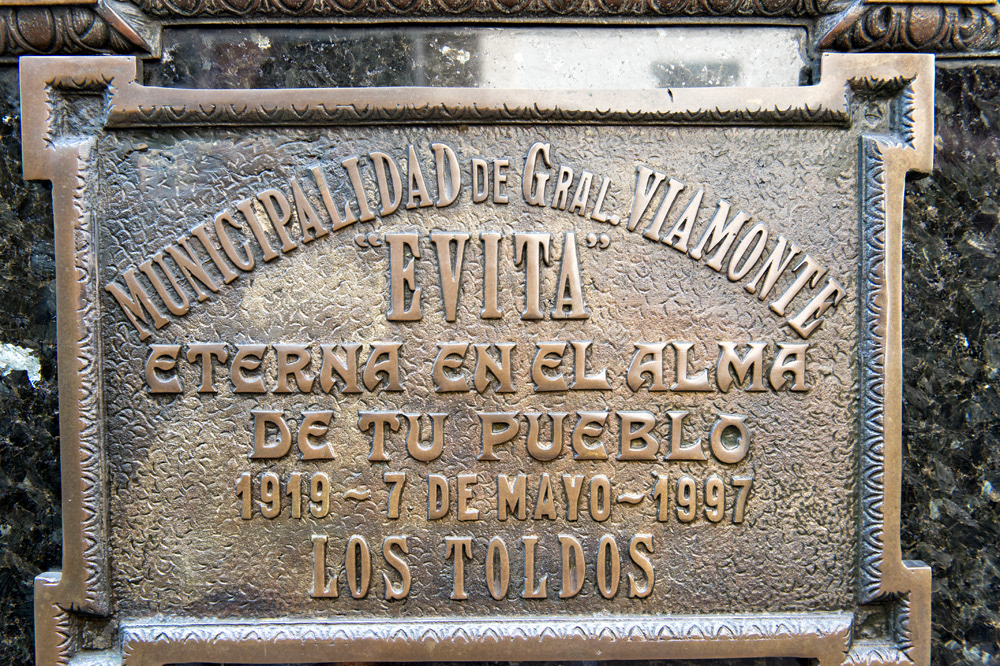 MUNICIPALIDAD DE GRAL. VIAMONTE
"EVITA"
ETERNA EN EL ALMA
DE TU PUEBLO
1919 ~ 7 DE MAYO ~ 1997
LOS TOLDOS